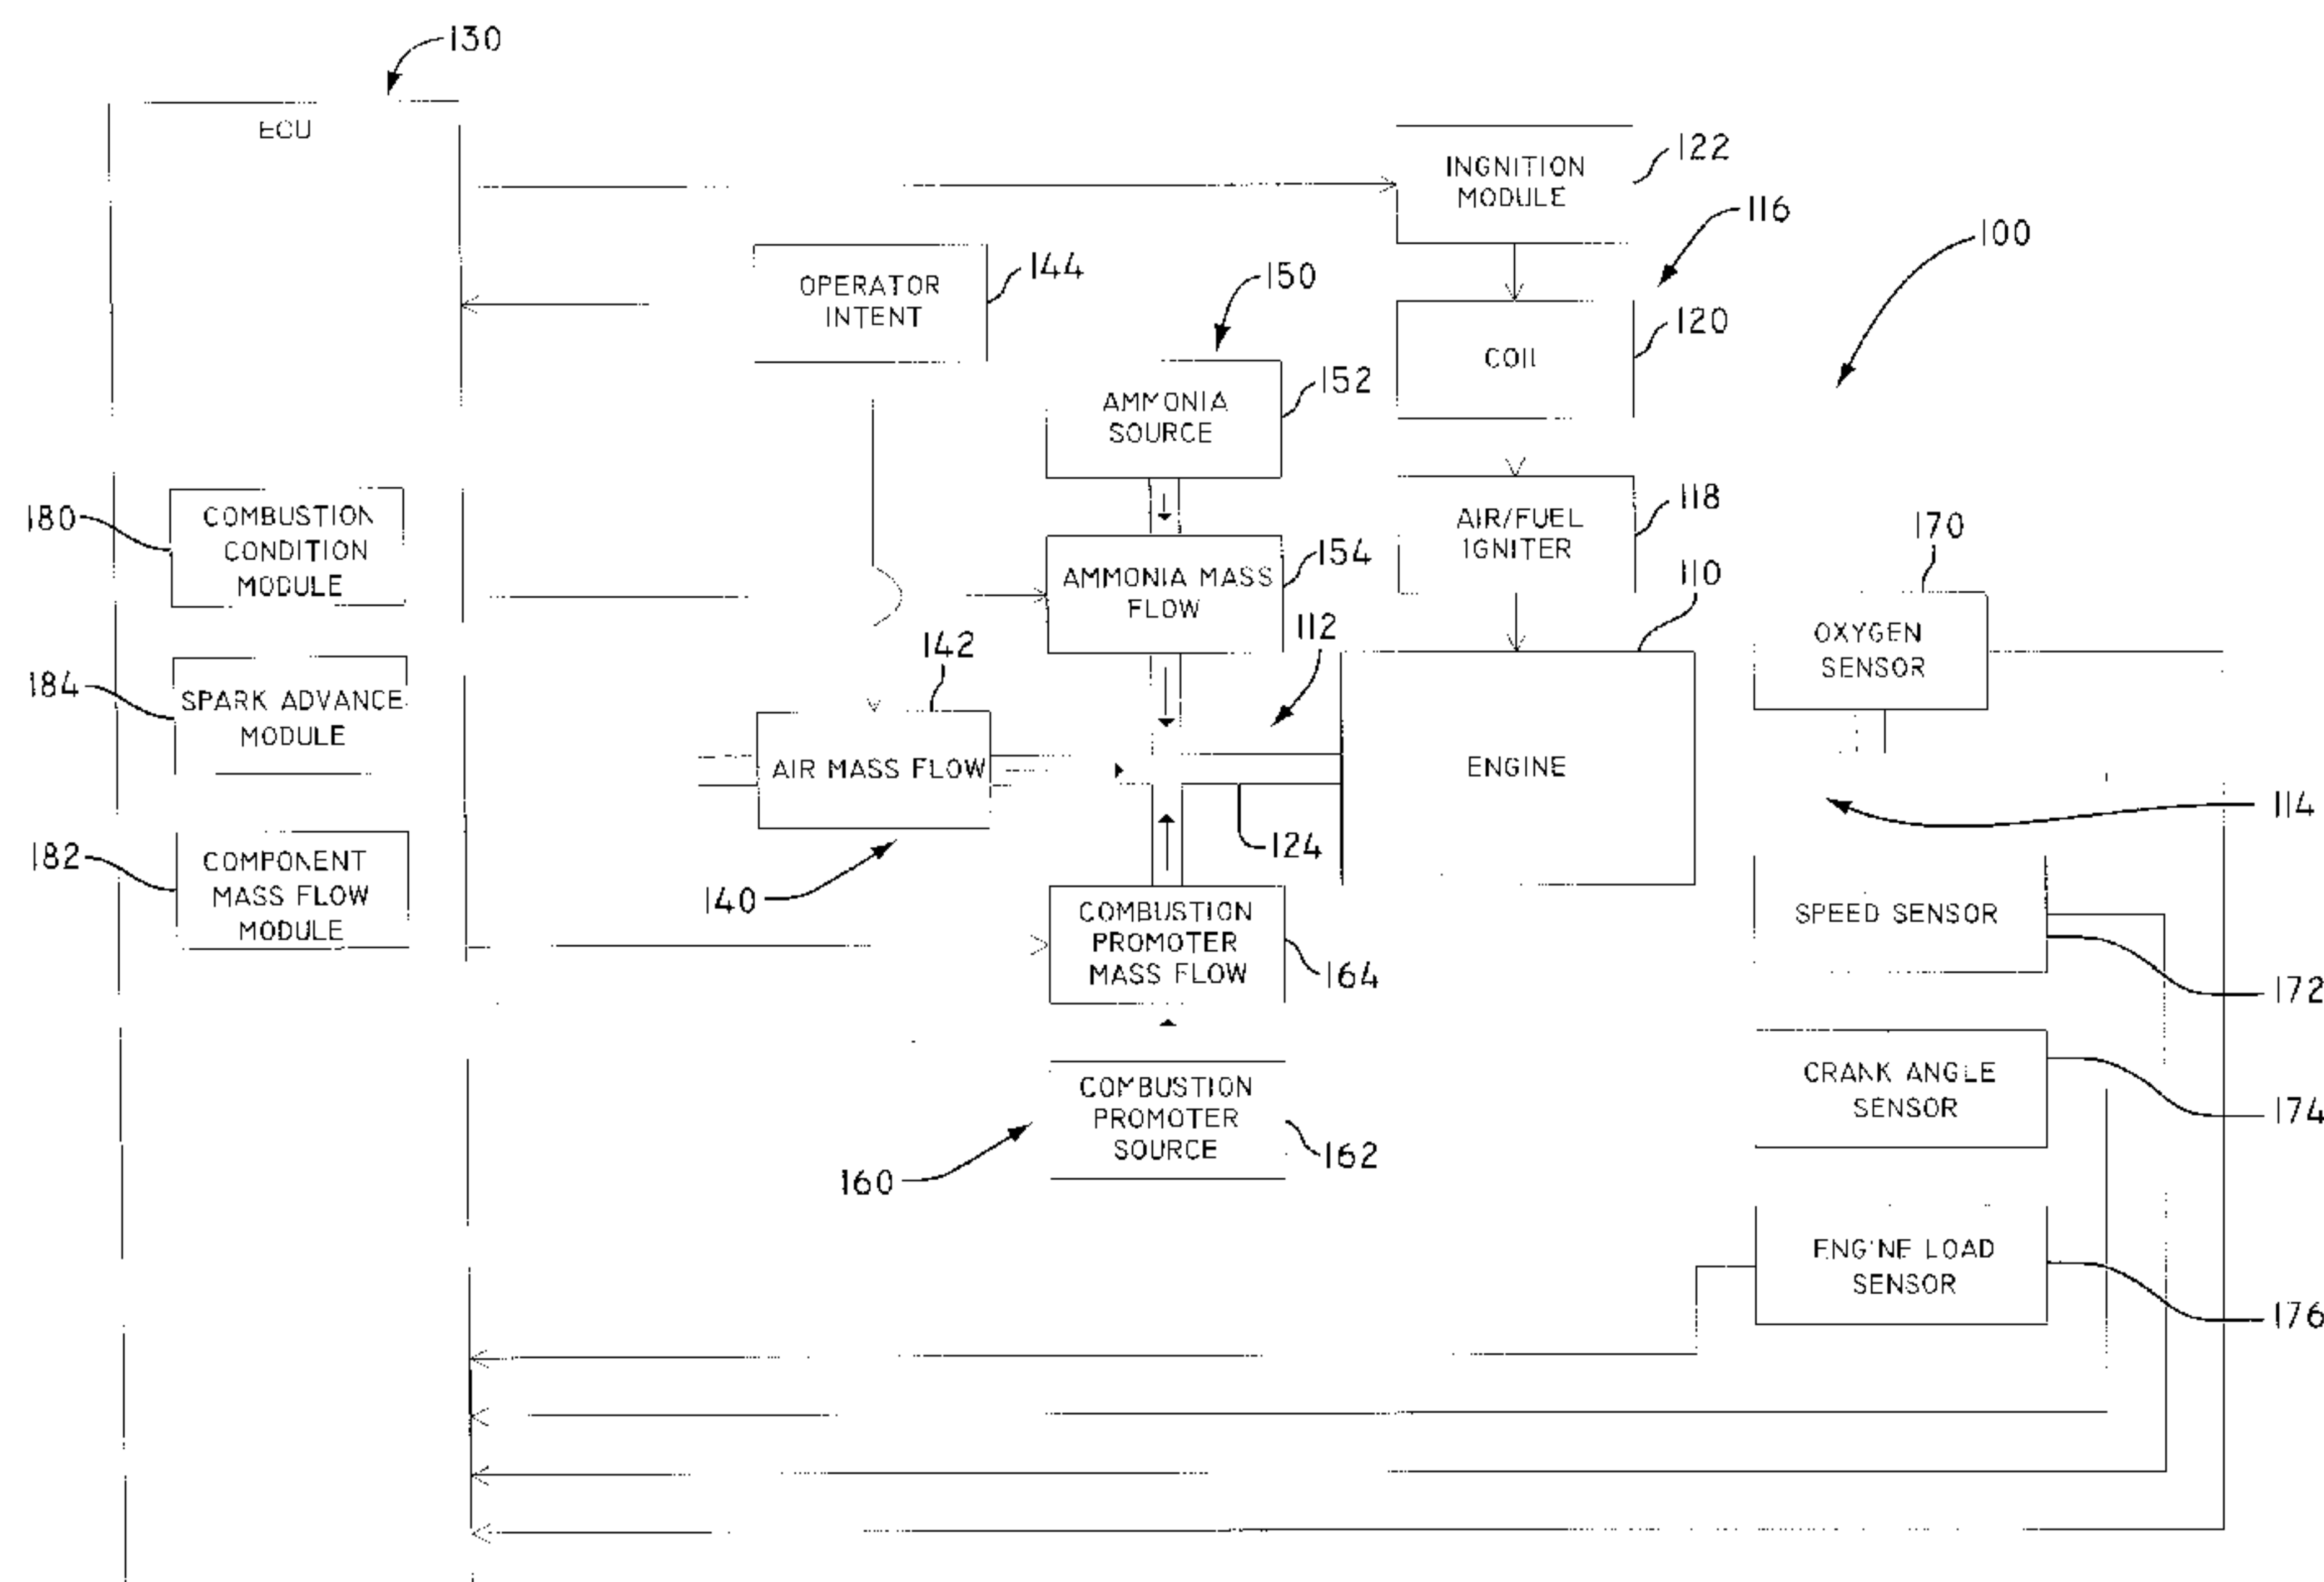 130
ECU
INGNITION
MODULE
122
116
100
OPERATOR
INTENT
144
150
COIL
120
AMMONIA
SOURCE
152
COMBUSTION
CONDITION
MODULE
180
AMMONIA MASS
FLOW
154
AIR/FUEL
IGNITER
118
110
170
OXYGEN
SENSOR
112
142
SPARK ADVANCE
MODULE
184
AIR MASS FLOW
ENGINE
114
124
140
COMPONENT
MASS FLOW
MODULE
182
COMBUSTION
PROMOTER
MASS FLOW
164
SPEED SENSOR
172
COMBUSTION
PROMOTER
SOURCE
162
160
CRANK ANGLE
SENSOR
174
ENGINE LOAD
SENSOR
176